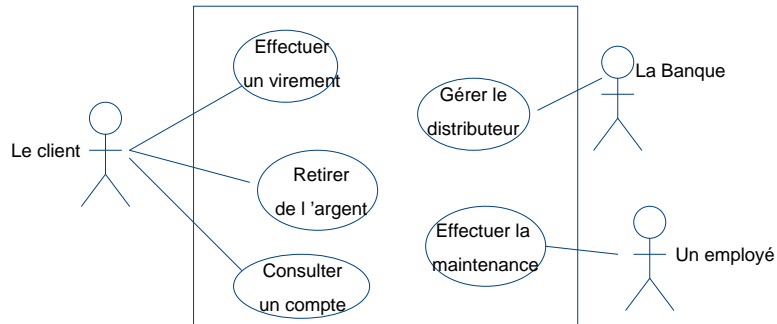 Effectuer
un virement
La Banque
Gérer le
distributeur
Le client
Retirer
de l 'argent
Effectuer la
maintenance
Un employé
Consulter
un compte